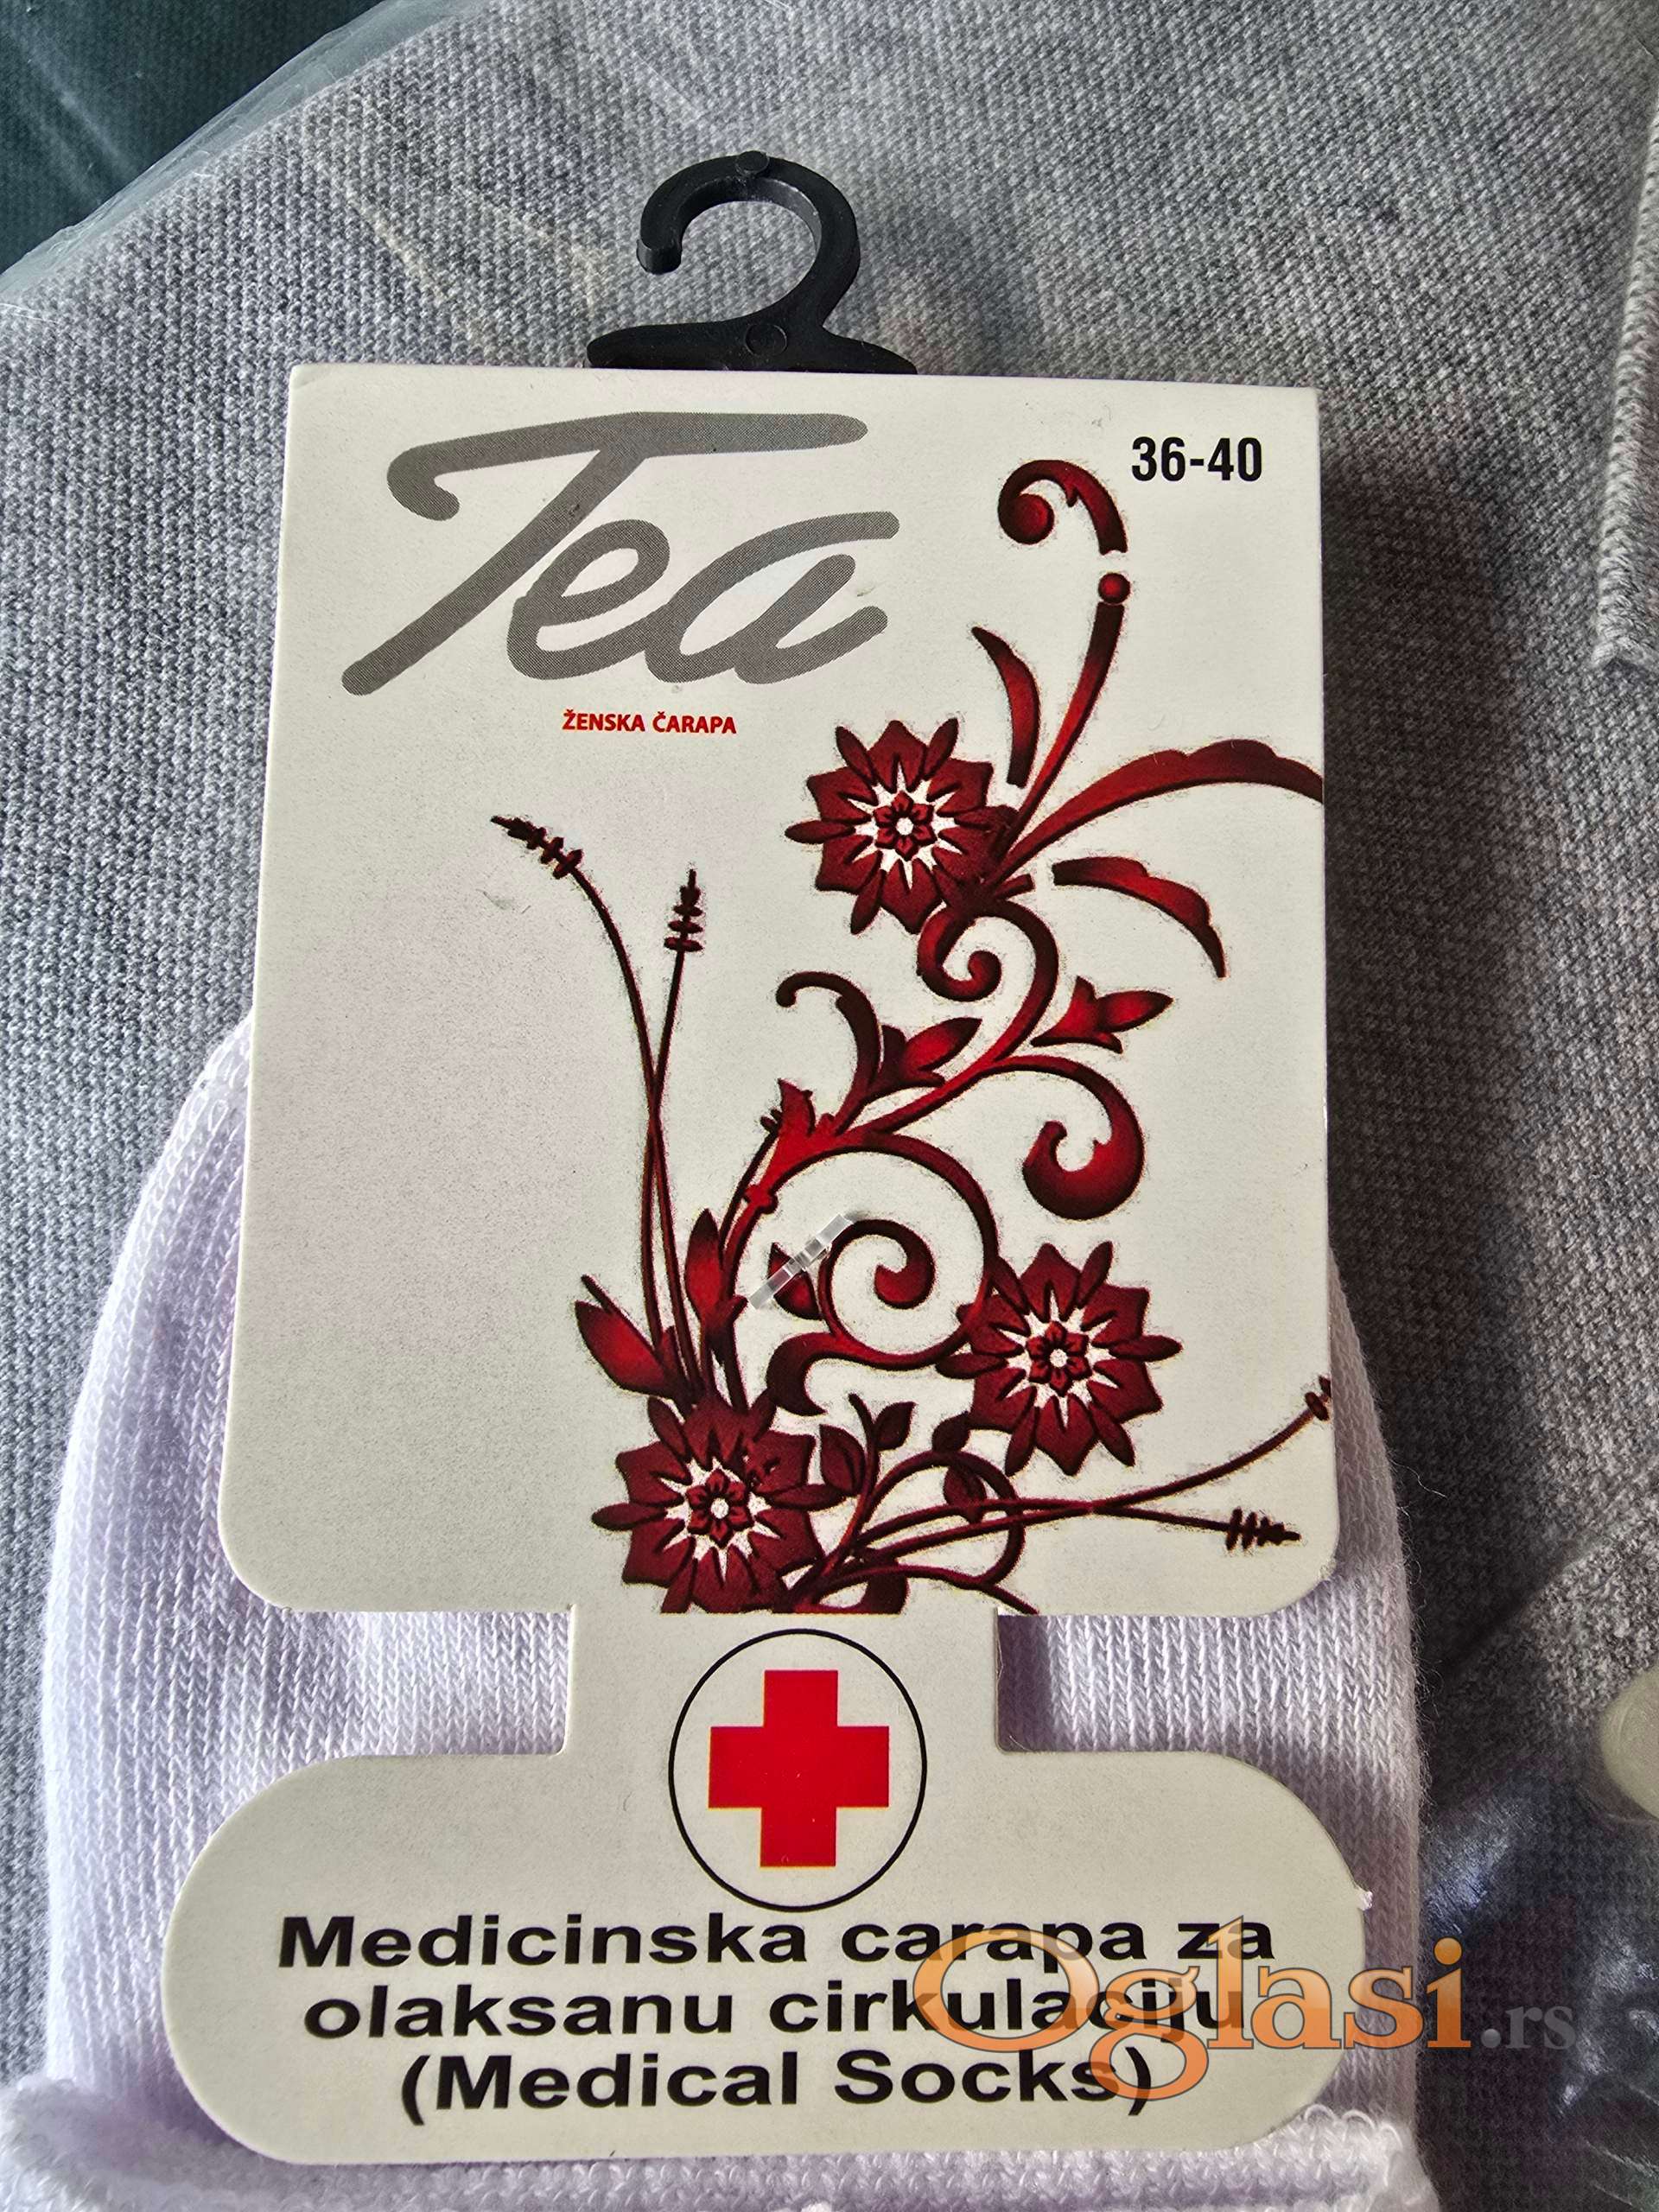 Tea
36-40
ŽENSKA ČARAPA
Medicinska carapa za
olaksanu cirkulaciju
(Medical Socks)
Oglasi.rs